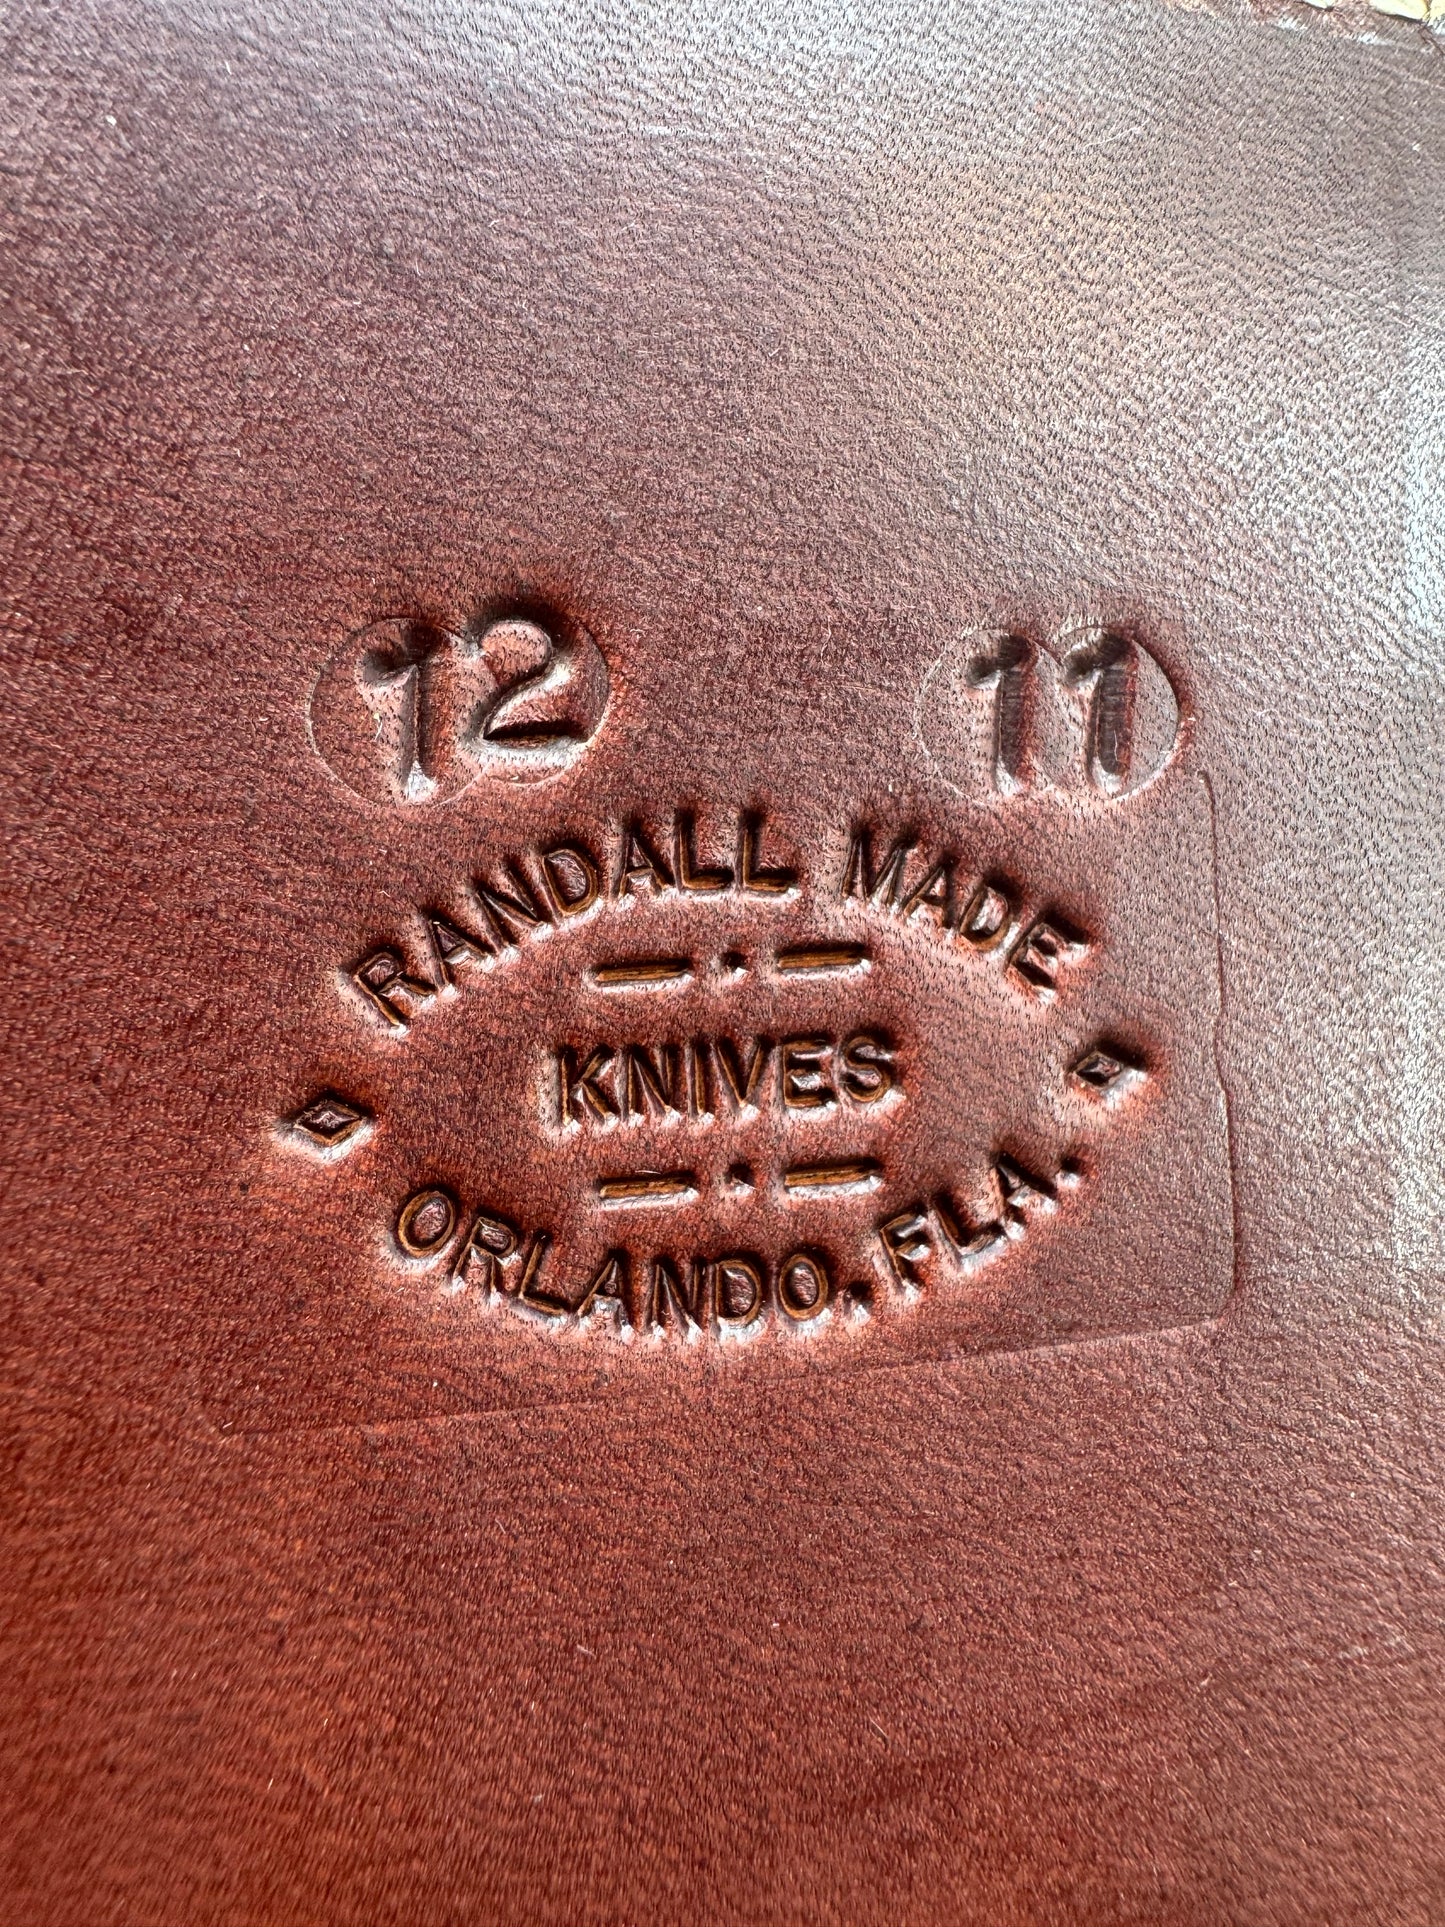 12 11
RANDALL MADE
KNIVES
ORLANDO. FLA.